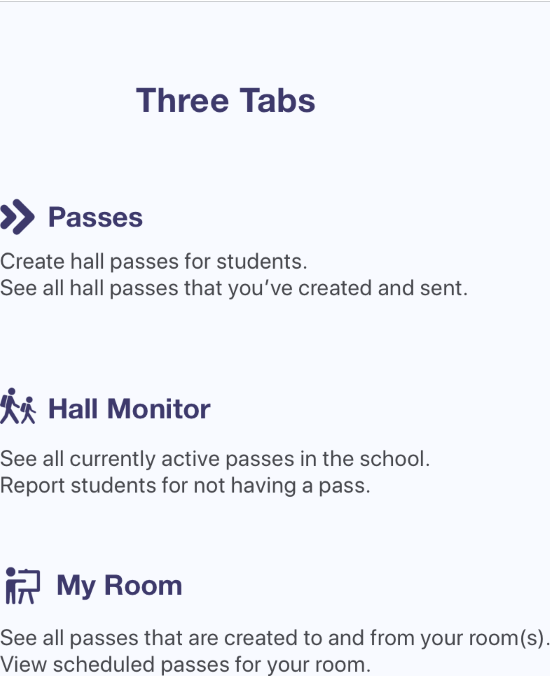 Three Tabs
Passes
Create hall passes for students.
See all hall passes that you’ve created and sent.
Hall Monitor
See all currently active passes in the school.
Report students for not having a pass.
My Room
See all passes that are created to and from your room(s).
View scheduled passes for your room.